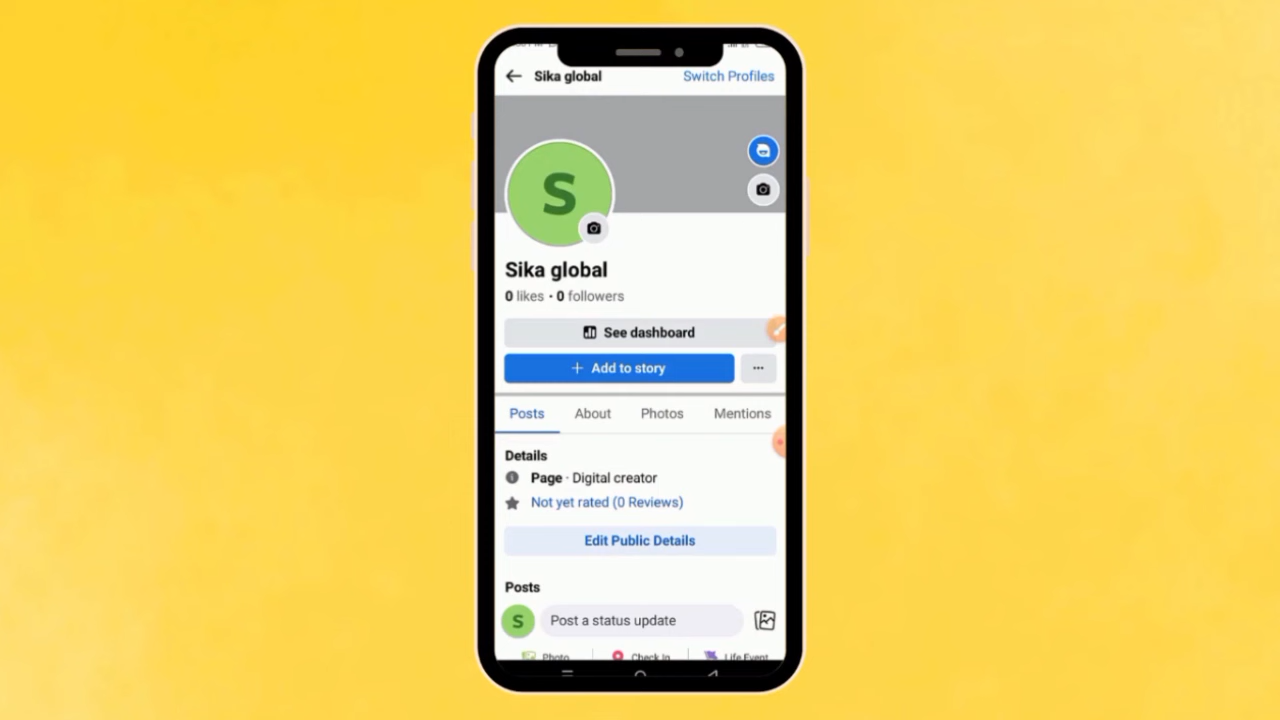 Sika global
Switch Profiles
S
Sika global
0 likes • 0 followers
See dashboard
+ Add to story
...
Posts
About
Photos
Mentions
Details
Page · Digital creator
Not yet rated (0 Reviews)
Edit Public Details
Posts
S
Post a status update
Photo
Check In
Life Event